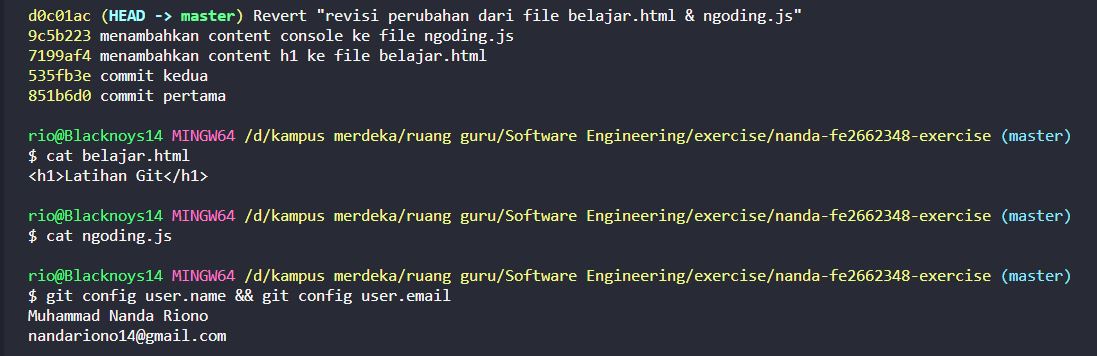 d0c01ac (HEAD -> master) Revert "revisi perubahan dari file belajar.html & ngoding.js"
9c5b223 menambahkan content console ke file ngoding.js
7199af4 menambahkan content h1 ke file belajar.html
535fb3e commit kedua
851b6d0 commit pertama
rio@Blacknoys14 MINGW64 /d/kampus merdeka/ruang guru/Software Engineering/exercise/nanda-fe2662348-exercise (master)
$ cat belajar.html
<h1>Latihan Git</h1>
rio@Blacknoys14 MINGW64 /d/kampus merdeka/ruang guru/Software Engineering/exercise/nanda-fe2662348-exercise (master)
$ cat ngoding.js
rio@Blacknoys14 MINGW64 /d/kampus merdeka/ruang guru/Software Engineering/exercise/nanda-fe2662348-exercise (master)
$ git config user.name && git config user.email
Muhammad Nanda Riono
nandariono14@gmail.com